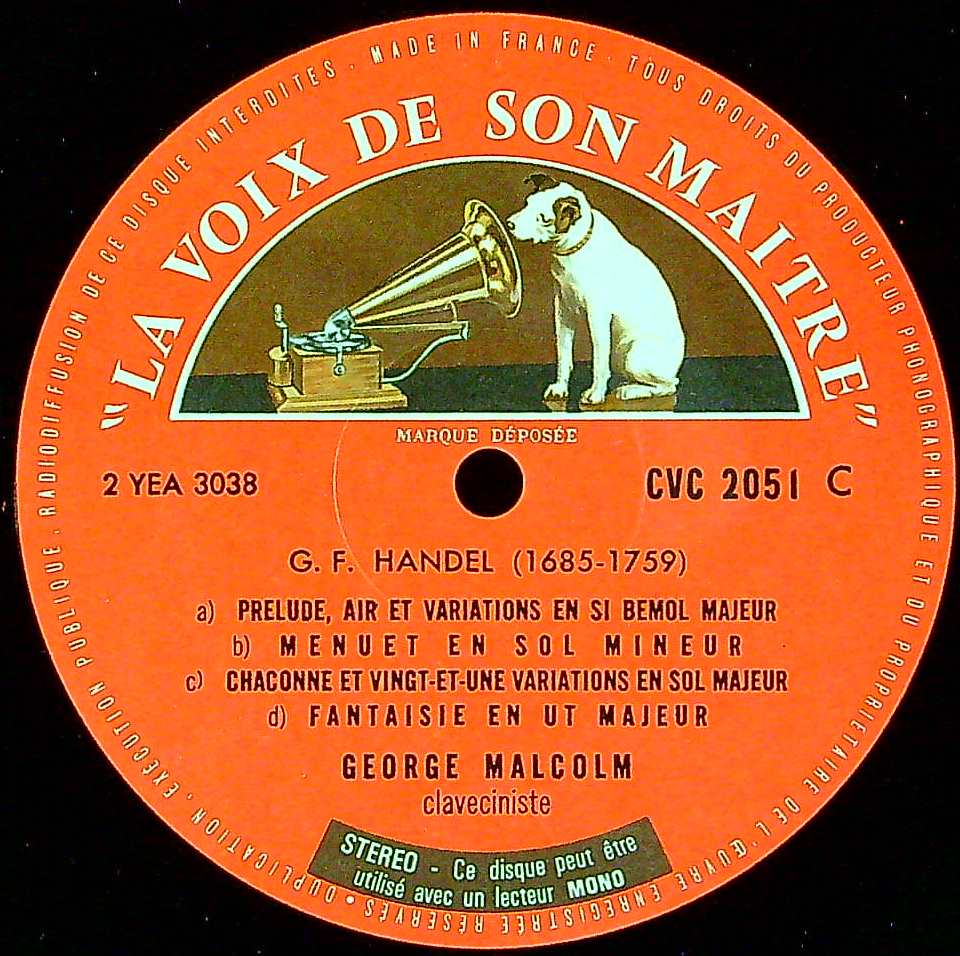 MADE IN FRANCE · TOUS DROITS DU PRODUCTEUR PHONOGRAPHIQUE ET DU PROPRIETAIRE DE L'ŒUVRE ENREGISTRÉE RÉSERVÉS • DUPLICATION, EXÉCUTION PUBLIQUE, RADIODIFFUSION DE CE DISQUE INTERDITES ·
"LA VOIX DE SON MAITRE"
MARQUE DÉPOSÉE
2 YEA 3038
CVC 2051 C
G. F. HANDEL (1685-1759)
a) PRELUDE, AIR ET VARIATIONS EN SI BEMOL MAJEUR
b) MENUET EN SOL MINEUR
c) CHACONNE ET VINGT-ET-UNE VARIATIONS EN SOL MAJEUR
d) FANTAISIE EN UT MAJEUR
GEORGE MALCOLM
claveciniste
STEREO - Ce disque peut être
utilisé avec un lecteur MONO